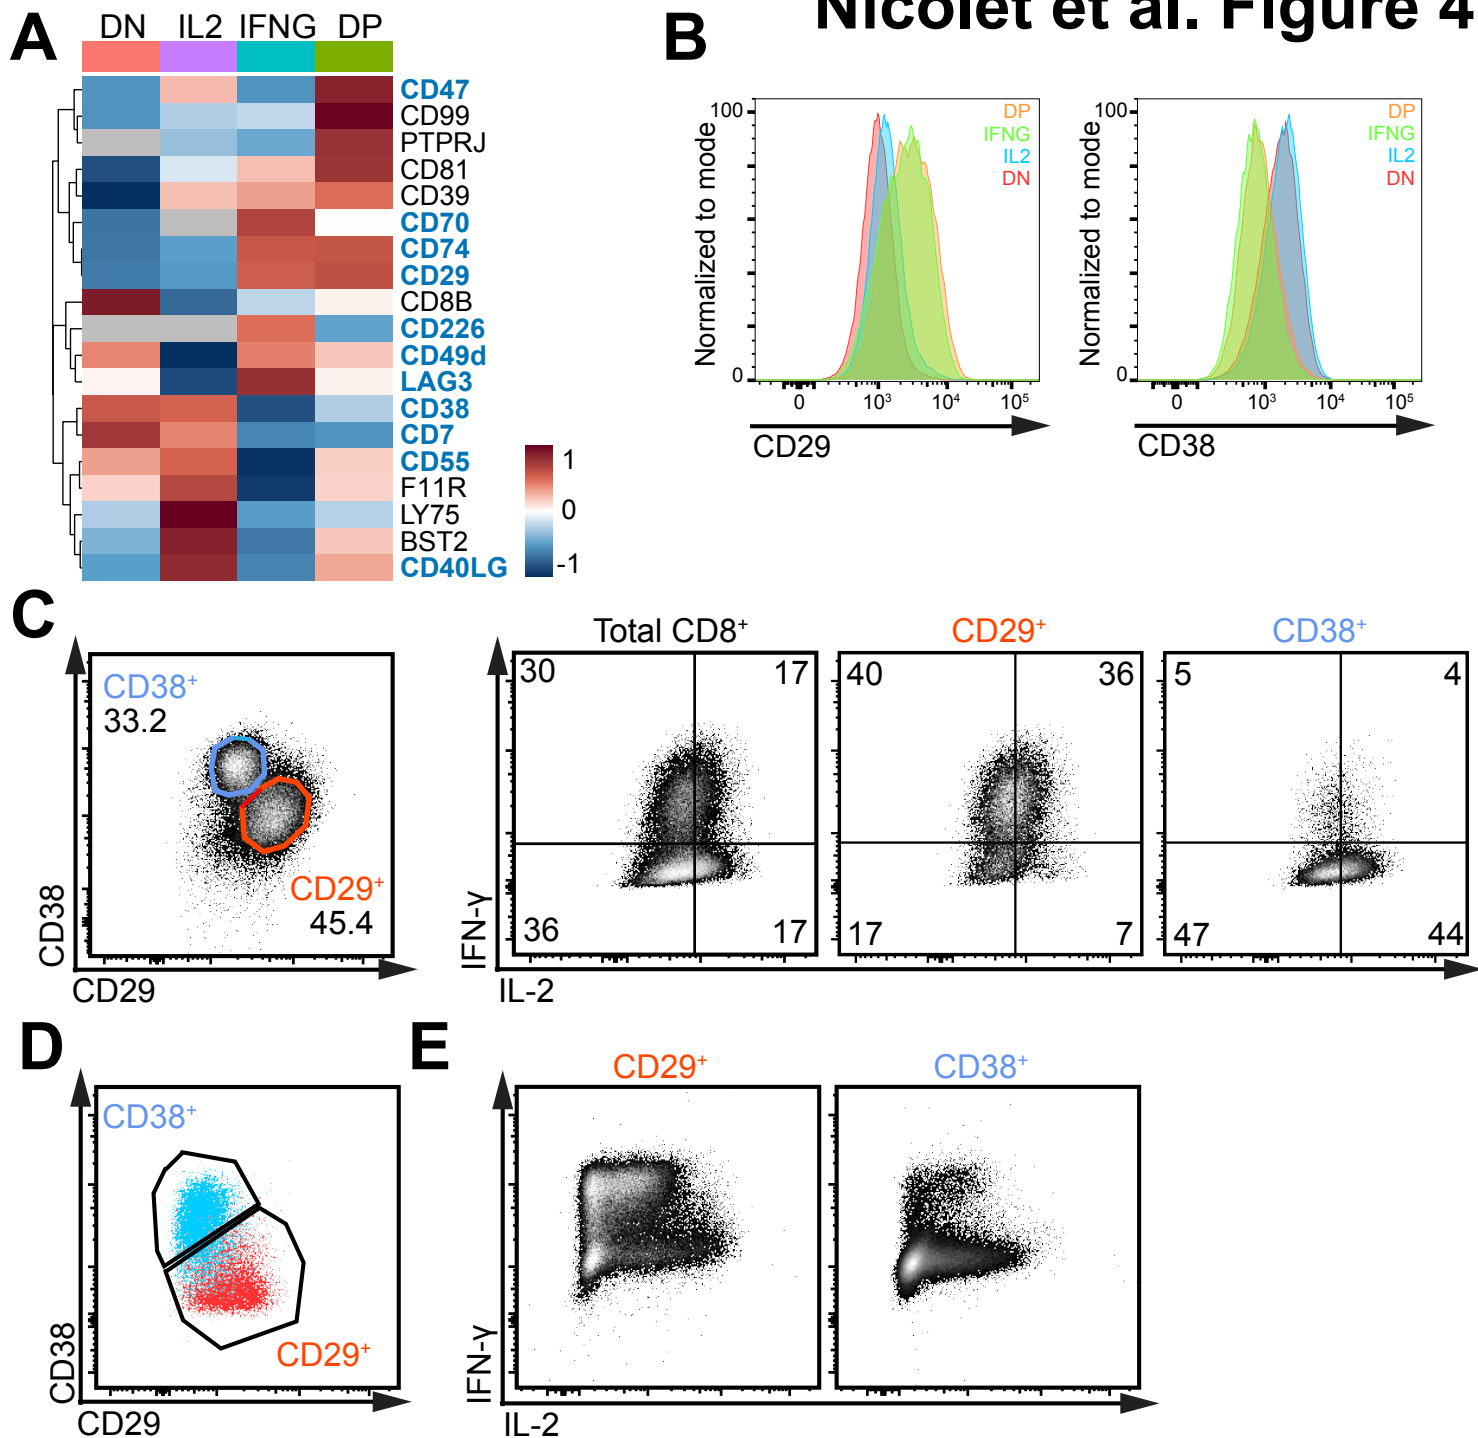 Nicolet et al. Figure 4
A
DN IL2 IFNG DP
CD47
CD99
PTPRJ
CD81
CD39
CD70
CD74
CD29
CD8B
CD226
CD49d
LAG3
CD38
CD7
CD55
F11R
LY75
BST2
CD40LG
1
0
-1
B
Normalized to mode
100
0
DP
IFNG
IL2
DN
0 10³ 10⁴ 10⁵
CD29
Normalized to mode
100
0
DP
IFNG
IL2
DN
0 10³ 10⁴ 10⁵
CD38
C
CD38⁺
33.2
CD29⁺
45.4
CD38
CD29
Total CD8⁺
30 17
36 17
CD29⁺
40 36
17 7
CD38⁺
5 4
47 44
IFN-γ
IL-2
D
CD38⁺
CD29⁺
CD38
CD29
E
CD29⁺
CD38⁺
IFN-γ
IL-2